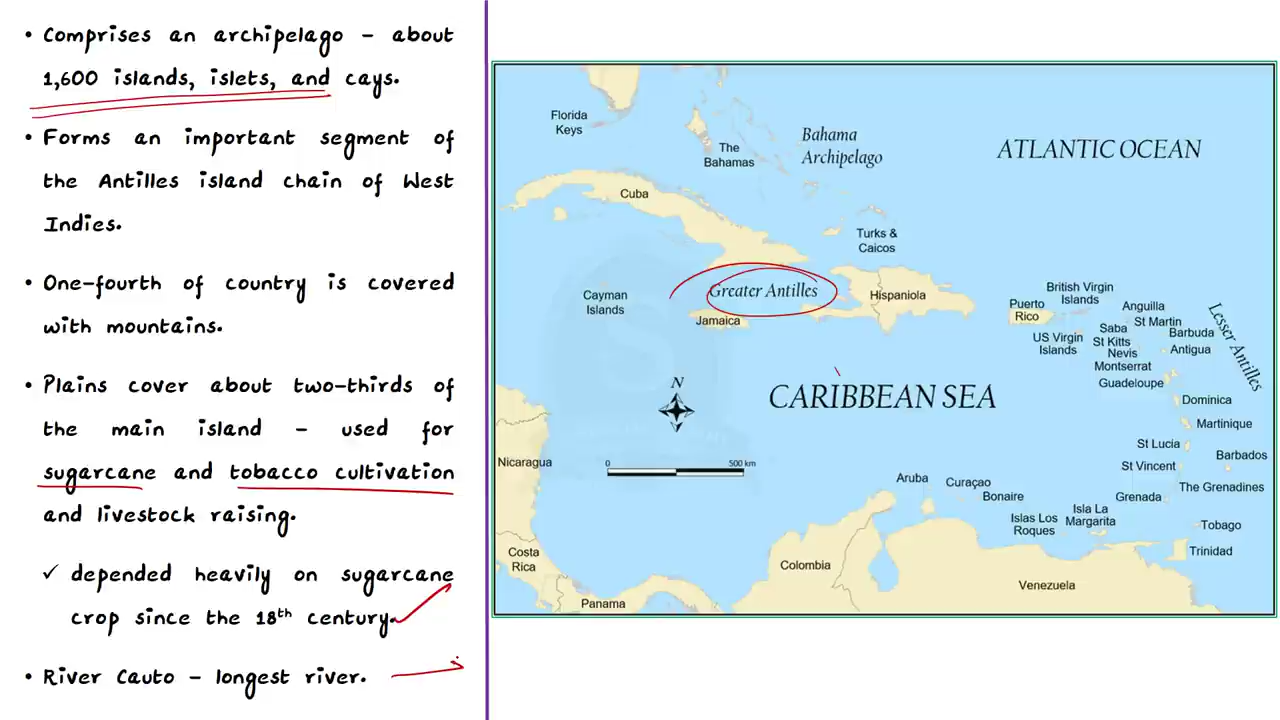 • Comprises an archipelago – about
1,600 islands, islets, and cays.
• Forms an important segment of
the Antilles island chain of West
Indies.
• One-fourth of country is covered
with mountains.
• Plains cover about two-thirds of
the main island – used for
sugarcane and tobacco cultivation
and livestock raising.
✓ depended heavily on sugarcane
crop since the 18th century.
• River Cauto – longest river.
Florida
Keys
The
Bahamas
Bahama
Archipelago
ATLANTIC OCEAN
Cuba
Turks &
Caicos
Cayman
Islands
Greater Antilles
Jamaica
Hispaniola
Puerto
Rico
British Virgin
Islands
US Virgin
Islands
Anguilla
St Martin
Saba
St Kitts
Nevis
Barbuda
Antigua
Montserrat
Guadeloupe
Lesser Antilles
Dominica
Martinique
St Lucia
Barbados
St Vincent
The Grenadines
Grenada
Tobago
Trinidad
N
CARIBBEAN SEA
0 500 km
Nicaragua
Costa
Rica
Panama
Colombia
Venezuela
Aruba
Curaçao
Bonaire
Islas Los
Roques
Isla La
Margarita